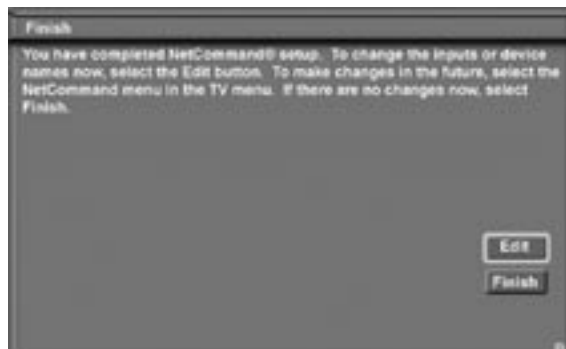 Finish
You have completed NetCommand® setup. To change the inputs or device
names now, select the Edit button. To make changes in the future, select the
NetCommand menu in the TV menu. If there are no changes now, select
Finish.
Edit
Finish